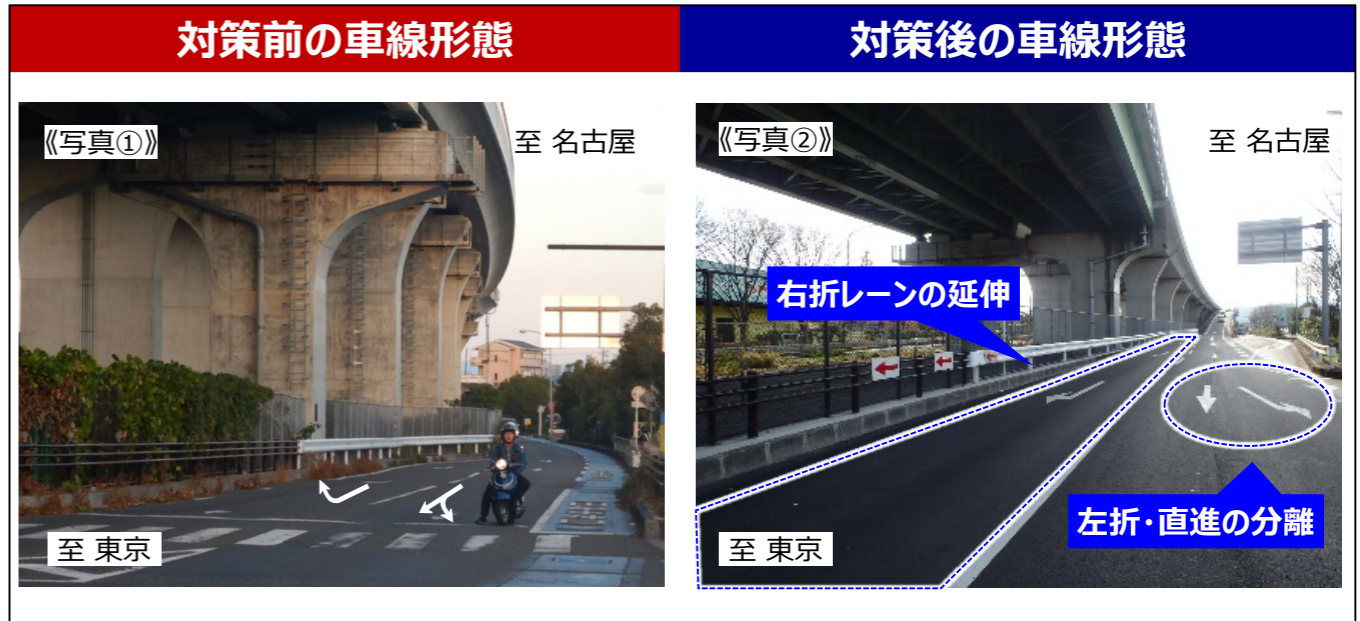 対策前の車線形態
対策後の車線形態
《写真①》
至 名古屋
至 東京
《写真②》
至 名古屋
右折レーンの延伸
左折・直進の分離
至 東京